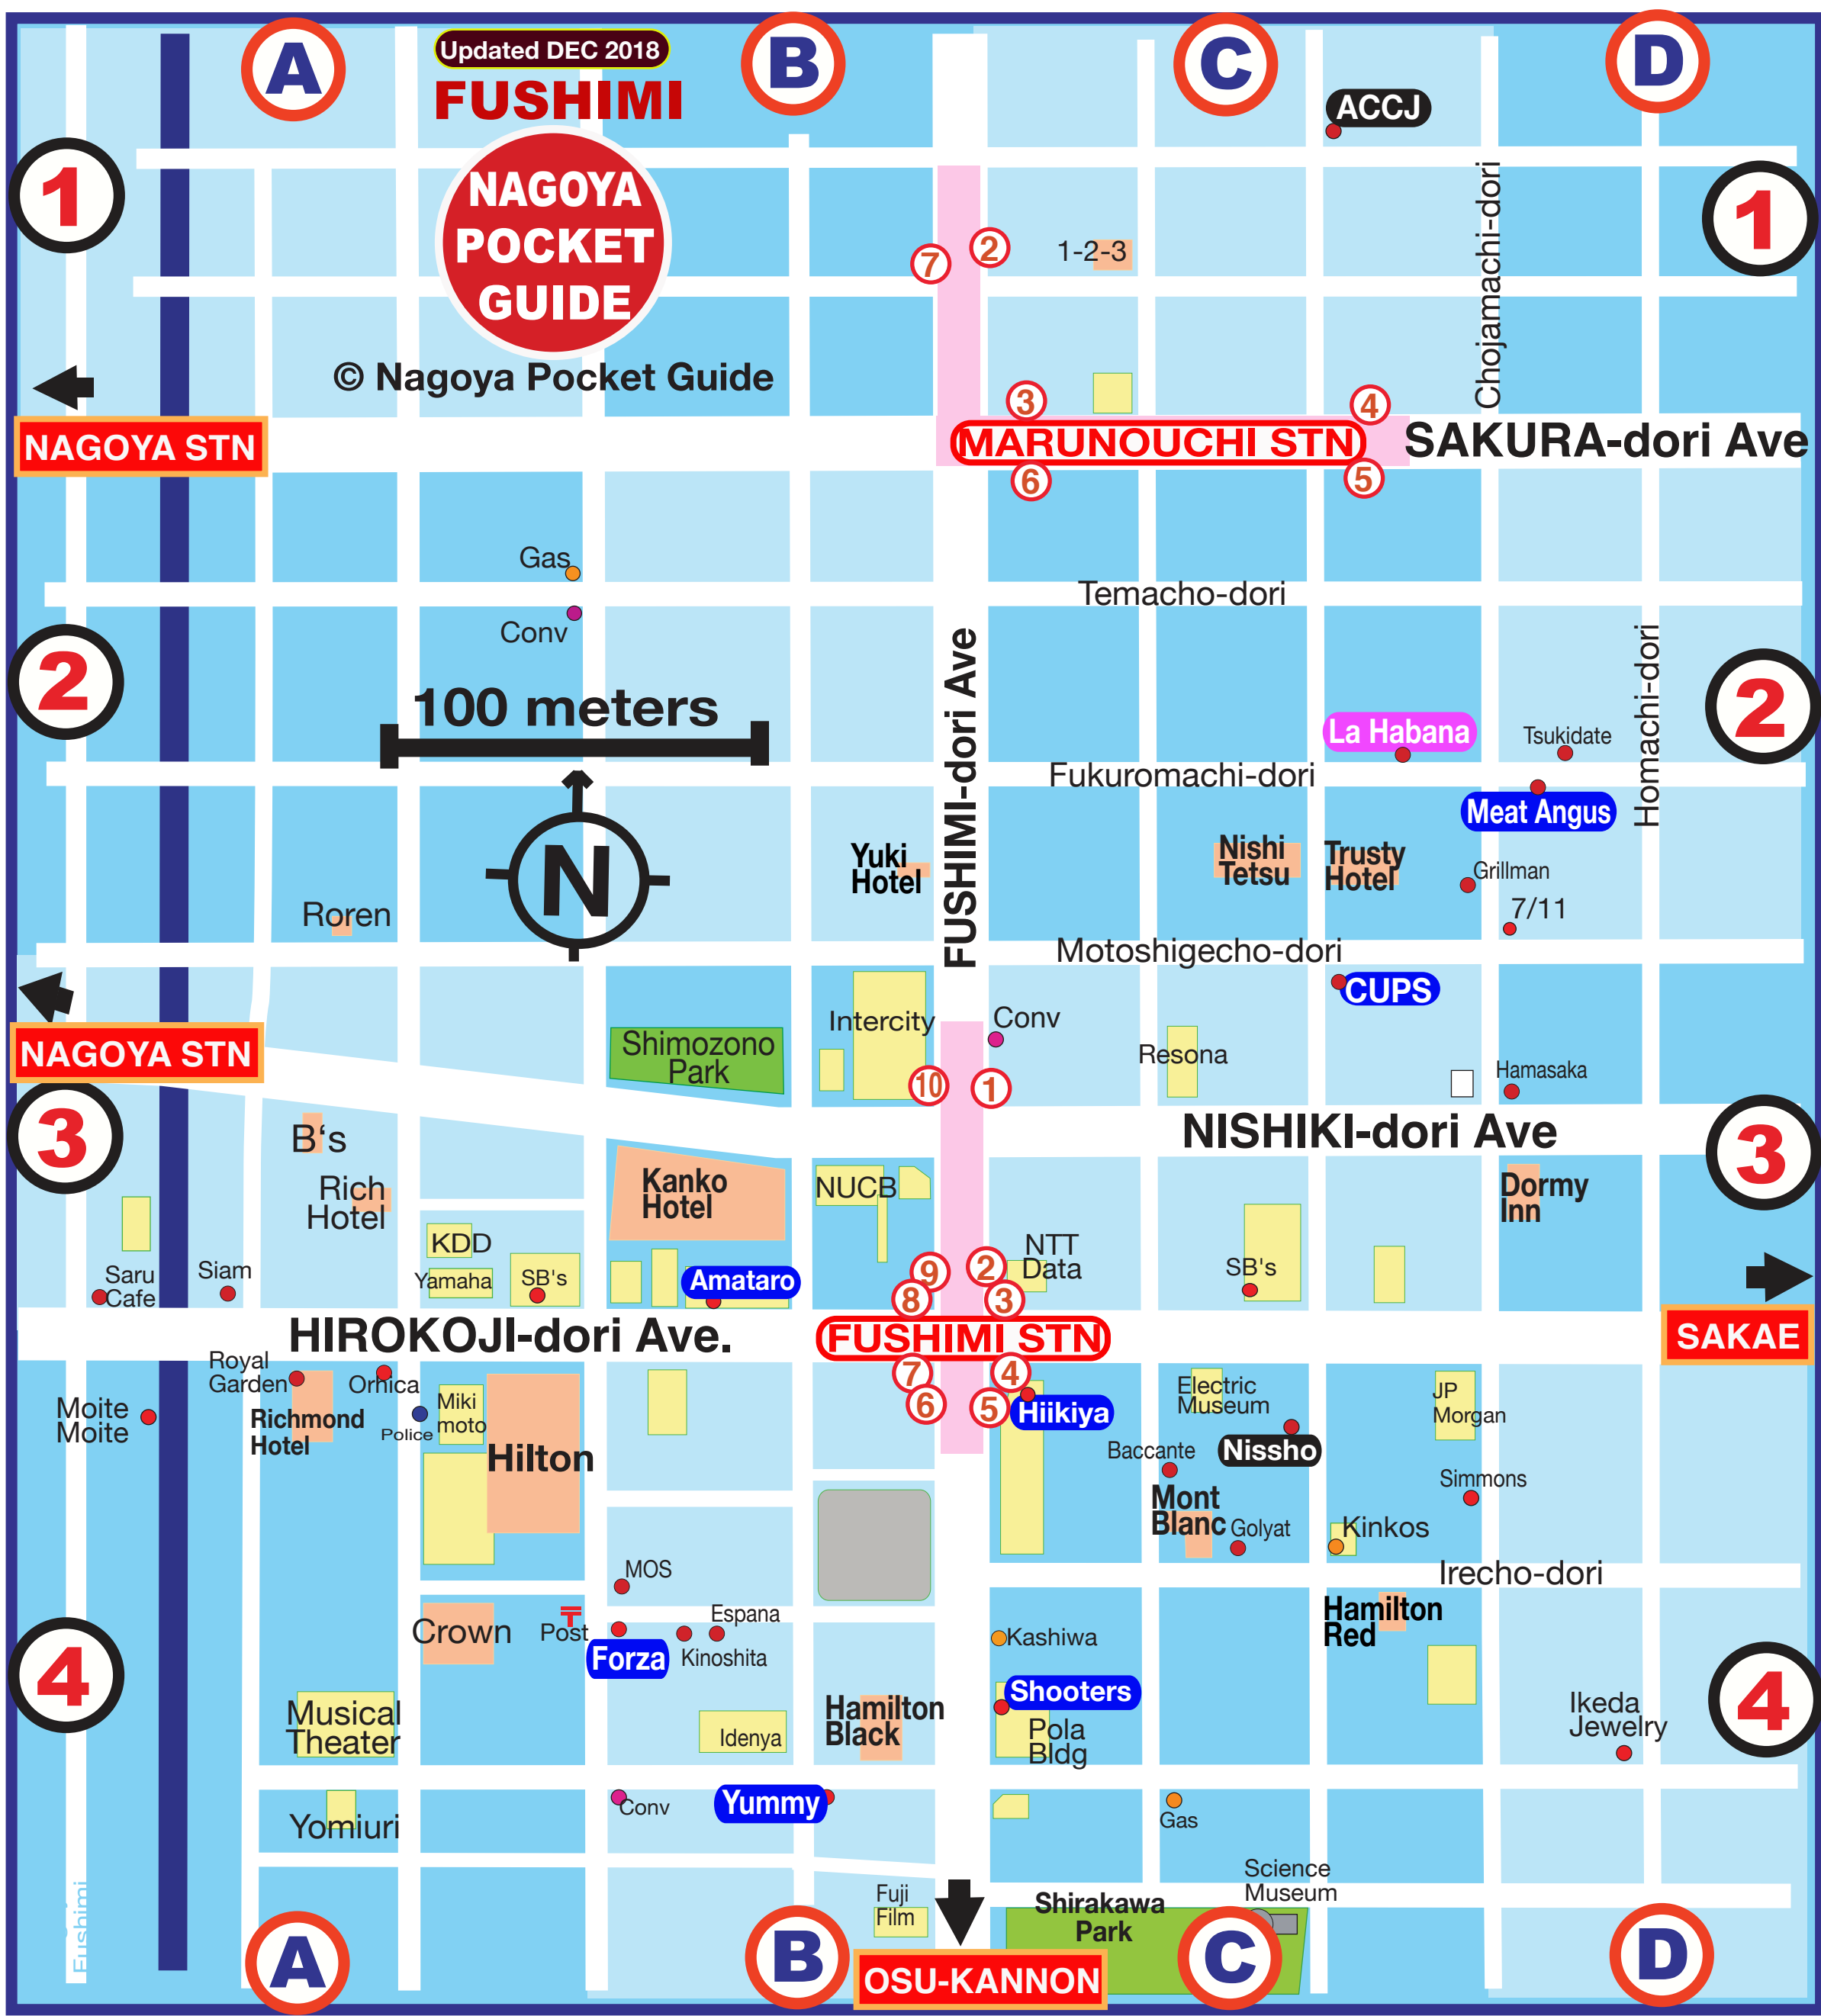 A
Updated DEC 2018
FUSHIMI
B
C
D
ACCJ
1
NAGOYA
POCKET
GUIDE
7
2
1-2-3
Chojamachi-dori
1
© Nagoya Pocket Guide
3
4
NAGOYA STN
MARUNOUCHI STN
SAKURA-dori Ave
6
5
Gas
Temacho-dori
Conv
2
100 meters
FUSHIMI-dori Ave
La Habana
Tsukidate
Homachi-dori
2
Fukuromachi-dori
Meat Angus
N
Yuki
Hotel
Nishi
Tetsu
Trusty
Hotel
Grillman
Roren
7/11
Motoshigecho-dori
CUPS
NAGOYA STN
Shimozono
Park
Intercity
Conv
Resona
Hamasaka
10
1
3
B‘s
NISHIKI-dori Ave
3
Rich
Hotel
Kanko
Hotel
NUCB
Dormy
Inn
KDD
Yamaha
SB's
Amataro
NTT
Data
SB's
Saru
Cafe
Siam
9
2
8
3
HIROKOJI-dori Ave.
FUSHIMI STN
SAKAE
Royal
Garden
Orhica
7
4
6
5
Moite
Moite
Richmond
Hotel
Police
Miki
moto
Hilton
Hiikiya
Electric
Museum
JP
Morgan
Baccante
Nissho
Simmons
Mont
Blanc
Golyat
Kinkos
MOS
Irecho-dori
Crown
Post
Espana
Forza
Kinoshita
Kashiwa
Hamilton
Red
4
Shooters
4
Musical
Theater
Idenya
Hamilton
Black
Pola
Bldg
Ikeda
Jewelry
Yomiuri
Conv
Yummy
Gas
Fushimi
Fuji
Film
Shirakawa
Park
Science
Museum
A
B
OSU-KANNON
C
D